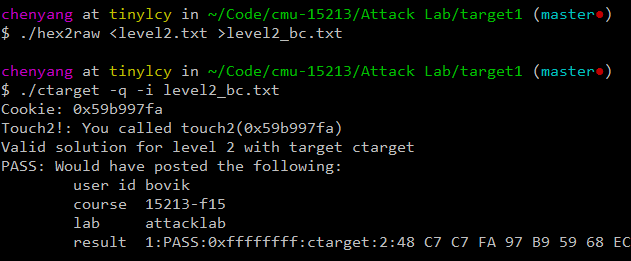 chenyang at tinylcy in ~/Code/cmu-15213/Attack Lab/target1 (master●)
$ ./hex2raw <level2.txt >level2_bc.txt
chenyang at tinylcy in ~/Code/cmu-15213/Attack Lab/target1 (master●)
$ ./ctarget -q -i level2_bc.txt
Cookie: 0x59b997fa
Touch2!: You called touch2(0x59b997fa)
Valid solution for level 2 with target ctarget
PASS: Would have posted the following:
user id bovik
course  15213-f15
lab     attacklab
result  1:PASS:0xffffffff:ctarget:2:48 C7 C7 FA 97 B9 59 68 EC